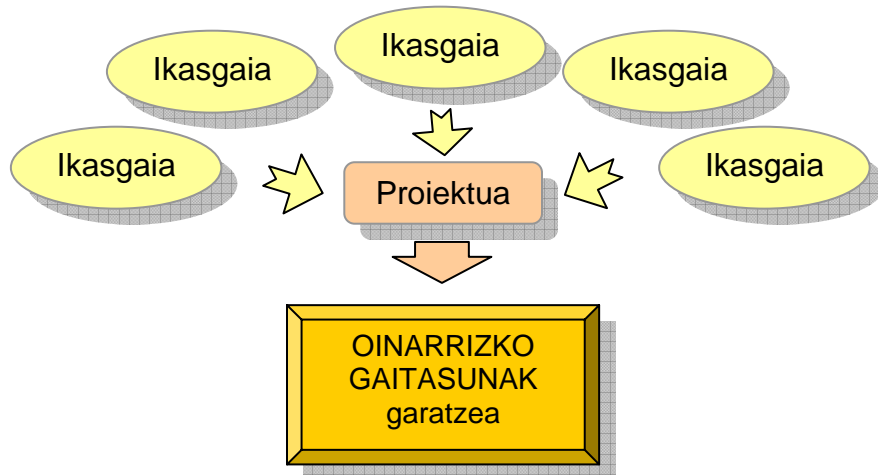 Ikasgaia
Ikasgaia
Ikasgaia
Ikasgaia
Ikasgaia
Proiektua
OINARRIZKO
GAITASUNAK
garatzea